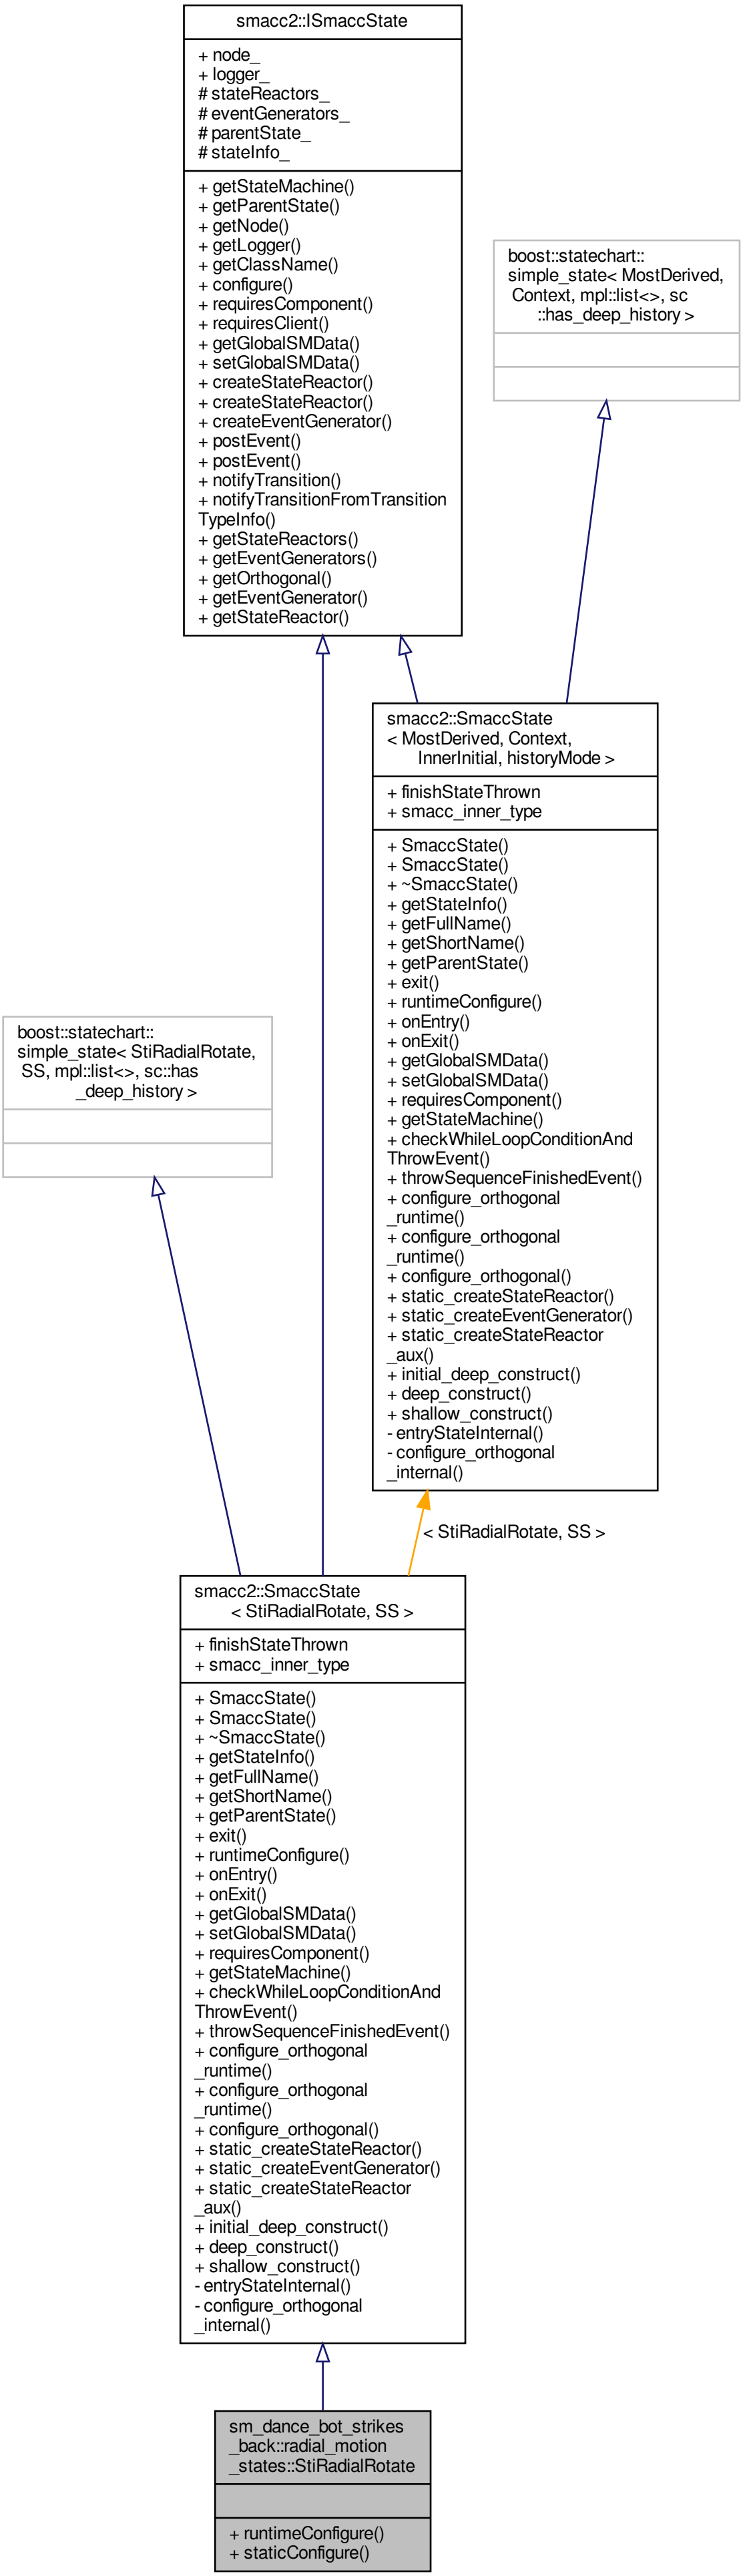 smacc2::ISmaccState
+ node_
+ logger_
# stateReactors_
# eventGenerators_
# parentState_
# stateInfo_
+ getStateMachine()
+ getParentState()
+ getNode()
+ getLogger()
+ getClassName()
+ configure()
+ requiresComponent()
+ requiresClient()
+ getGlobalSMData()
+ setGlobalSMData()
+ createStateReactor()
+ createStateReactor()
+ createEventGenerator()
+ postEvent()
+ postEvent()
+ notifyTransition()
+ notifyTransitionFromTransition
TypeInfo()
+ getStateReactors()
+ getEventGenerators()
+ getOrthogonal()
+ getEventGenerator()
+ getStateReactor()
boost::statechart::
simple_state< MostDerived,
Context, mpl::list<>, sc
::has_deep_history >
smacc2::SmaccState
< MostDerived, Context,
InnerInitial, historyMode >
+ finishStateThrown
+ smacc_inner_type
+ SmaccState()
+ SmaccState()
+ ~SmaccState()
+ getStateInfo()
+ getFullName()
+ getShortName()
+ getParentState()
+ exit()
+ runtimeConfigure()
+ onEntry()
+ onExit()
+ getGlobalSMData()
+ setGlobalSMData()
+ requiresComponent()
+ getStateMachine()
+ checkWhileLoopConditionAnd
ThrowEvent()
+ throwSequenceFinishedEvent()
+ configure_orthogonal
_runtime()
+ configure_orthogonal
_runtime()
+ configure_orthogonal()
+ static_createStateReactor()
+ static_createEventGenerator()
+ static_createStateReactor
_aux()
+ initial_deep_construct()
+ deep_construct()
+ shallow_construct()
- entryStateInternal()
- configure_orthogonal
_internal()
boost::statechart::
simple_state< StiRadialRotate,
SS, mpl::list<>, sc::has
_deep_history >
< StiRadialRotate, SS >
smacc2::SmaccState
< StiRadialRotate, SS >
+ finishStateThrown
+ smacc_inner_type
+ SmaccState()
+ SmaccState()
+ ~SmaccState()
+ getStateInfo()
+ getFullName()
+ getShortName()
+ getParentState()
+ exit()
+ runtimeConfigure()
+ onEntry()
+ onExit()
+ getGlobalSMData()
+ setGlobalSMData()
+ requiresComponent()
+ getStateMachine()
+ checkWhileLoopConditionAnd
ThrowEvent()
+ throwSequenceFinishedEvent()
+ configure_orthogonal
_runtime()
+ configure_orthogonal
_runtime()
+ configure_orthogonal()
+ static_createStateReactor()
+ static_createEventGenerator()
+ static_createStateReactor
_aux()
+ initial_deep_construct()
+ deep_construct()
+ shallow_construct()
- entryStateInternal()
- configure_orthogonal
_internal()
sm_dance_bot_strikes
_back::radial_motion
_states::StiRadialRotate
+ runtimeConfigure()
+ staticConfigure()